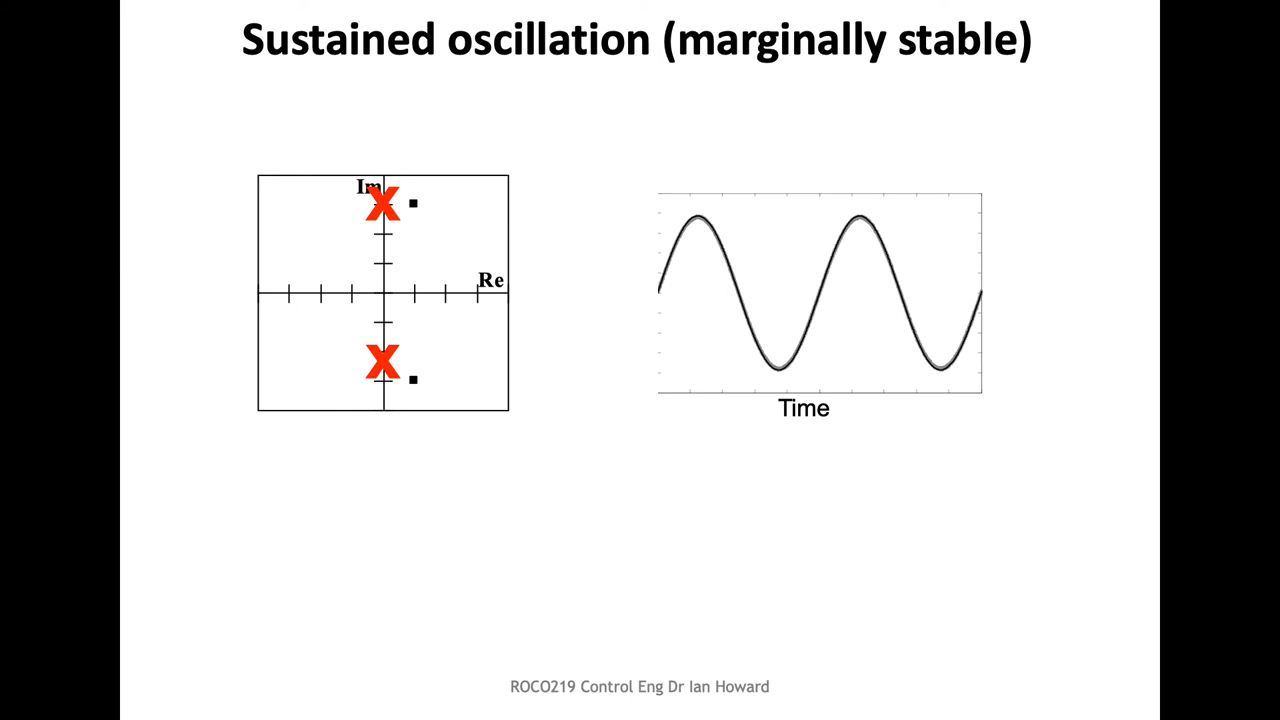 Sustained oscillation (marginally stable)
Im
X
Re
X
Time
ROCO219 Control Eng Dr Ian Howard